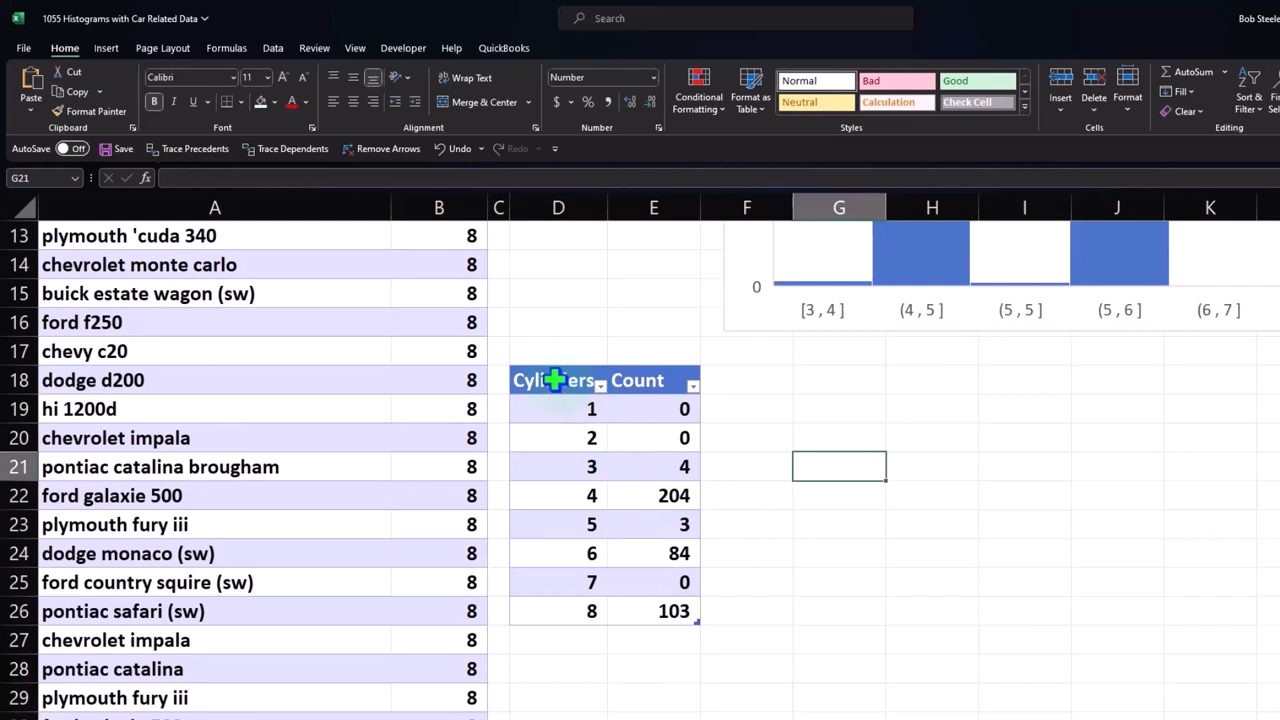 1055 Histograms with Car Related Data
Search
Bob Steele
File Home Insert Page Layout Formulas Data Review View Developer Help QuickBooks
Paste
Cut
Copy
Format Painter
Clipboard
Calibri 11
B I U
Font
Wrap Text
Merge & Center
Alignment
Number
$ % 9
Number
Conditional Formatting
Format as Table
Normal Bad Good
Neutral Calculation Check Cell
Styles
Insert Delete Format
Cells
AutoSum
Fill
Clear
Sort & Filter
Editing
AutoSave Off Save Trace Precedents Trace Dependents Remove Arrows Undo Redo
G21 fx
A B C D E F G H I J K
13 plymouth 'cuda 340 8
14 chevrolet monte carlo 8
15 buick estate wagon (sw) 8
16 ford f250 8
17 chevy c20 8
18 dodge d200 8 Cylinders Count
19 hi 1200d 8 1 0
20 chevrolet impala 8 2 0
21 pontiac catalina brougham 8 3 4
22 ford galaxie 500 8 4 204
23 plymouth fury iii 8 5 3
24 dodge monaco (sw) 8 6 84
25 ford country squire (sw) 8 7 0
26 pontiac safari (sw) 8 8 103
27 chevrolet impala 8
28 pontiac catalina 8
29 plymouth fury iii 8
0
[3 , 4 ] (4 , 5 ] (5 , 5 ] (5 , 6 ] (6 , 7 ]